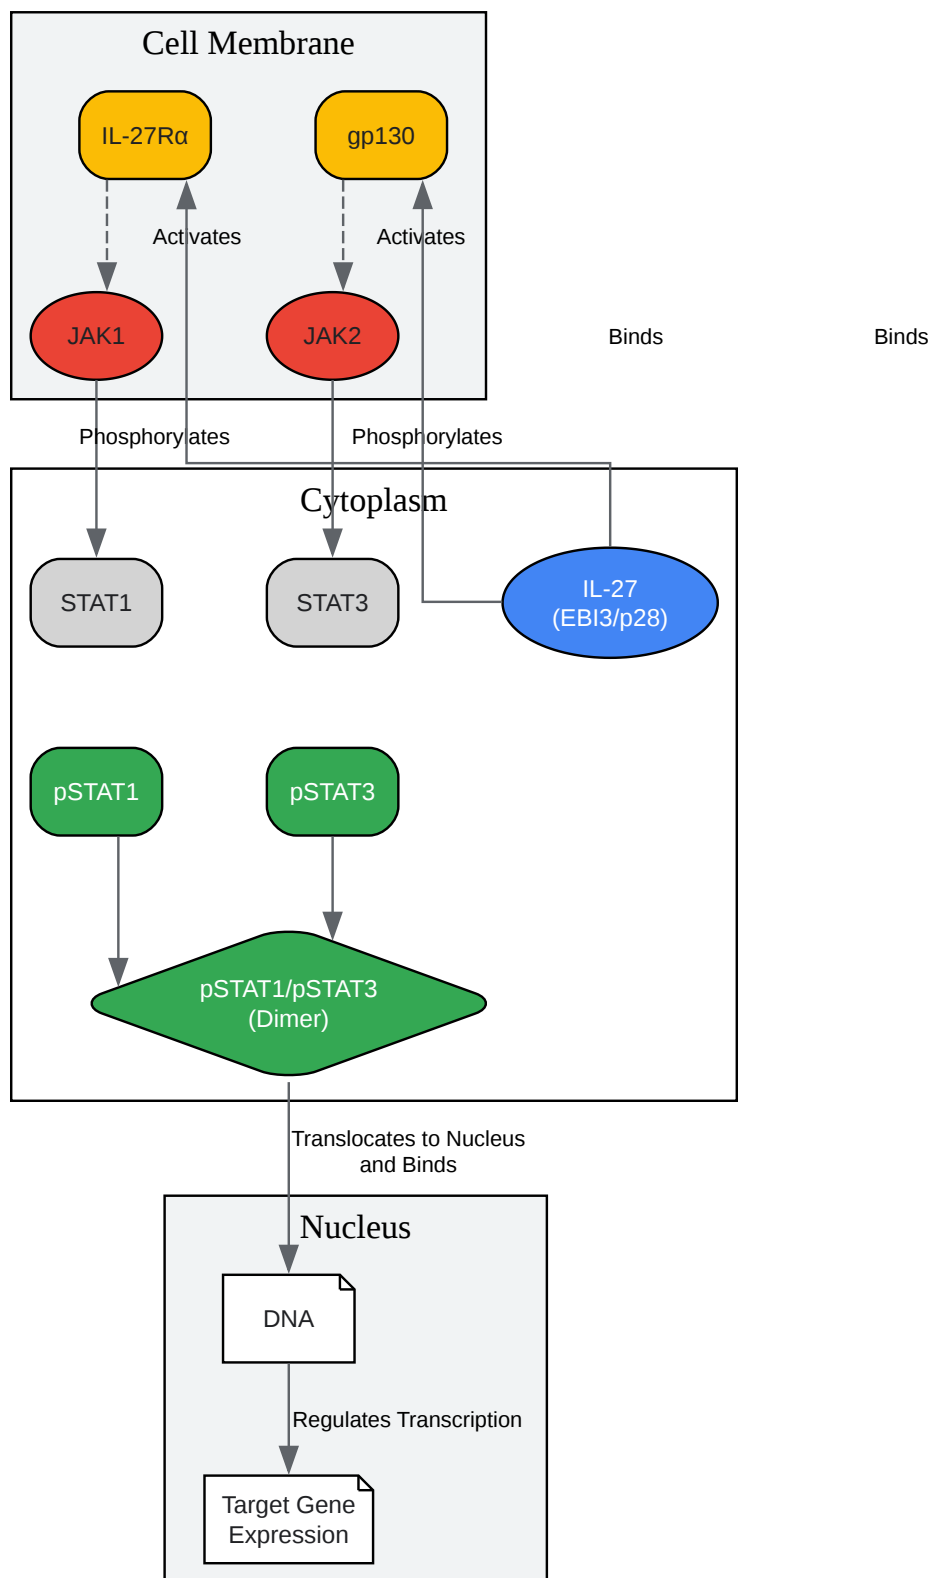 Cell Membrane
IL-27Rα
gp130
Activates
Activates
JAK1
JAK2
Binds
Binds
Phosphorylates
Phosphorylates
Cytoplasm
STAT1
STAT3
IL-27
(EBI3/p28)
pSTAT1
pSTAT3
pSTAT1/pSTAT3
(Dimer)
Translocates to Nucleus
and Binds
Nucleus
DNA
Regulates Transcription
Target Gene
Expression